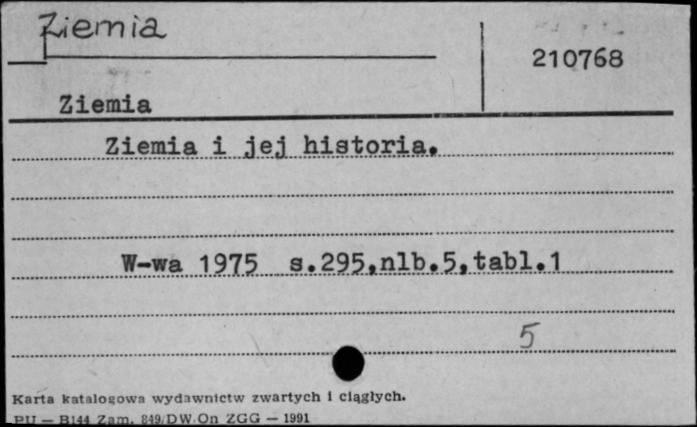 Ziemia
210768
Ziemia
Ziemia i jej historia.
W-wa 1975 s.295,nlb.5,tabl.1
5
Karta katalogowa wydawnictw zwartych i ciągłych.
PU — B144 Zam. 849/DW On ZGG — 1991